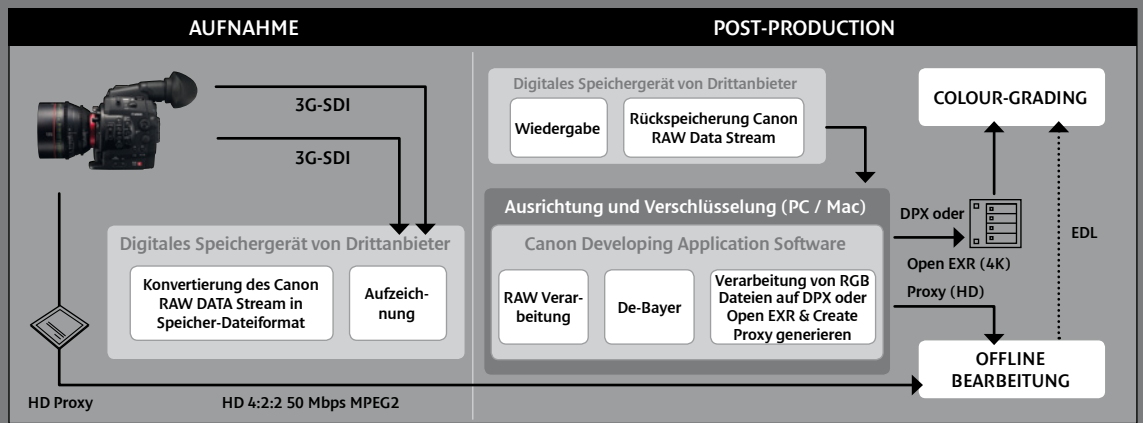 AUFNAHME
POST-PRODUCTION
3G-SDI
3G-SDI
Digitales Speichergerät von Drittanbieter
Konvertierung des Canon
RAW DATA Stream in
Speicher-Dateiformat
Aufzeich-
nung
HD Proxy
HD 4:2:2 50 Mbps MPEG2
Digitales Speichergerät von Drittanbieter
Wiedergabe
Rückspeicherung Canon
RAW Data Stream
Ausrichtung und Verschlüsselung (PC / Mac)
Canon Developing Application Software
RAW Verar-
beitung
De-Bayer
Verarbeitung von RGB
Dateien auf DPX oder
Open EXR & Create
Proxy generieren
COLOUR-GRADING
DPX oder
Open EXR (4K)
Proxy (HD)
EDL
OFFLINE
BEARBEITUNG